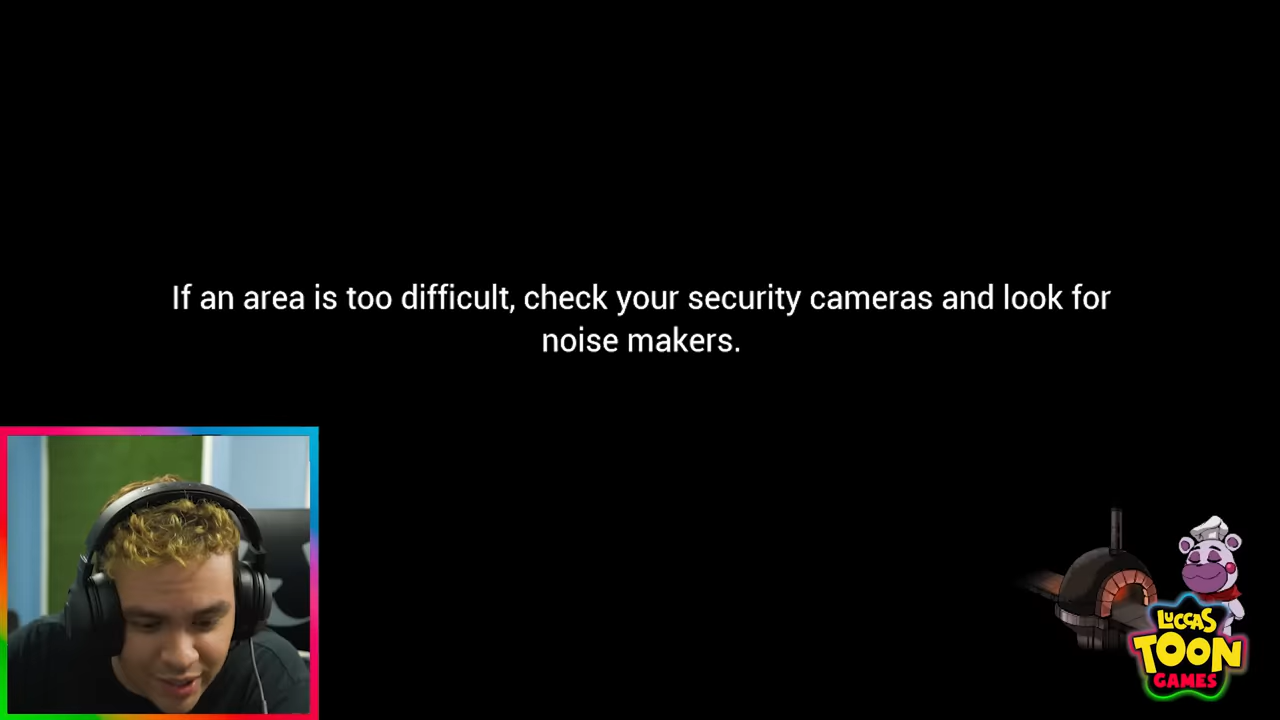 If an area is too difficult, check your security cameras and look for
noise makers.
LUCCAS
TOON
GAMES